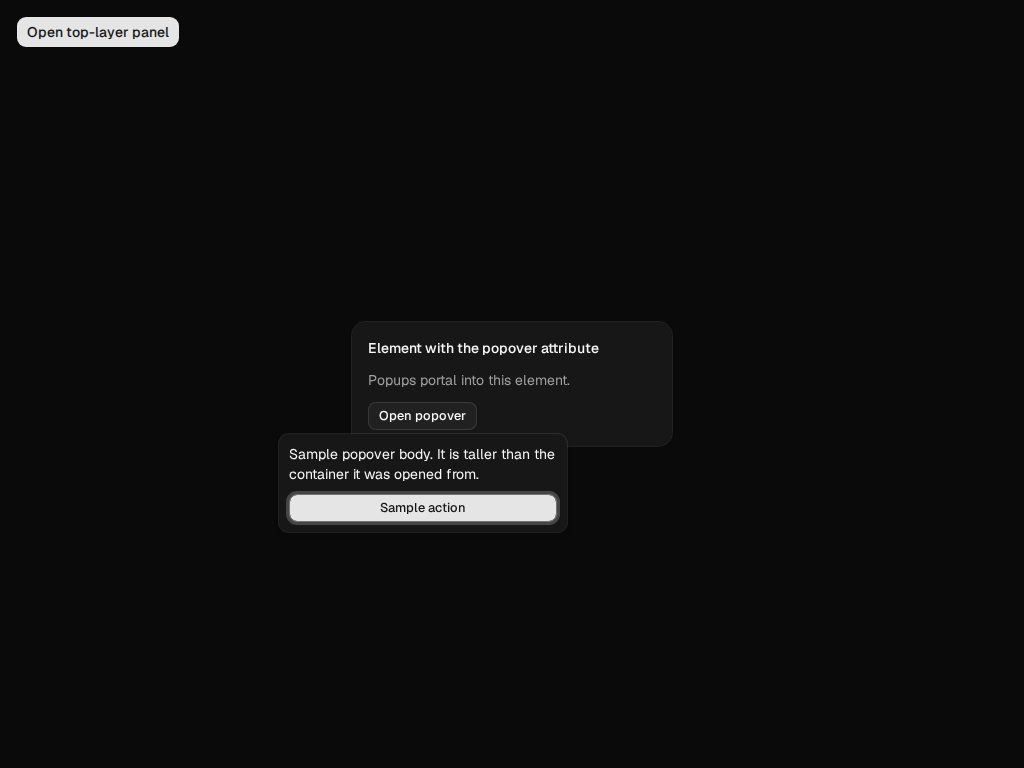 Open top-layer panel
Element with the popover attribute
Popups portal into this element.
Open popover
Sample popover body. It is taller than the
container it was opened from.
Sample action